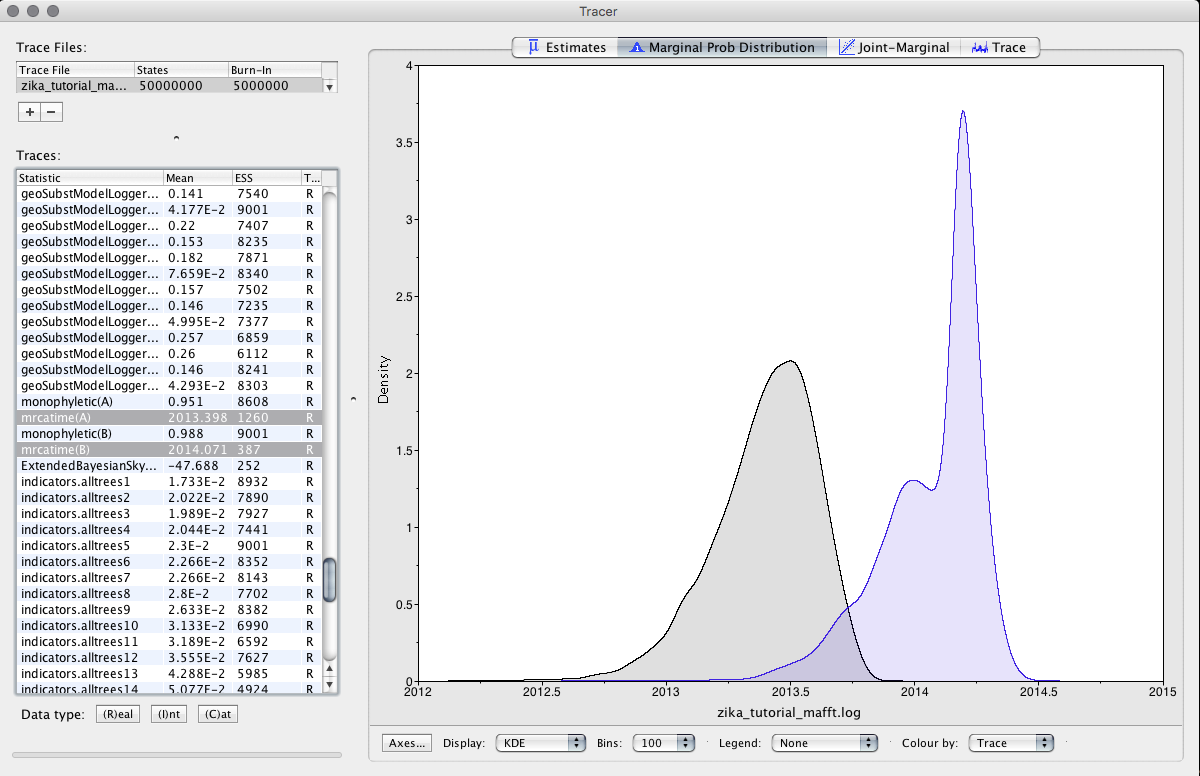 Tracer
Trace Files:
Trace File States Burn-In
zika_tutorial_ma... 50000000 5000000
+ −
Traces:
Statistic Mean ESS T...
geoSubstModelLogger... 0.141 7540 R
geoSubstModelLogger... 4.177E-2 9001 R
geoSubstModelLogger... 0.22 7407 R
geoSubstModelLogger... 0.153 8235 R
geoSubstModelLogger... 0.182 7871 R
geoSubstModelLogger... 7.659E-2 8340 R
geoSubstModelLogger... 0.157 7502 R
geoSubstModelLogger... 0.146 7235 R
geoSubstModelLogger... 4.995E-2 7377 R
geoSubstModelLogger... 0.257 6859 R
geoSubstModelLogger... 0.26 6112 R
geoSubstModelLogger... 0.146 8241 R
geoSubstModelLogger... 4.293E-2 8303 R
monophyletic(A) 0.951 8608 R
mrcatime(A) 2013.398 1260 R
monophyletic(B) 0.988 9001 R
mrcatime(B) 2014.071 387 R
ExtendedBayesianSky... -47.688 252 R
indicators.alltrees1 1.733E-2 8932 R
indicators.alltrees2 2.022E-2 7890 R
indicators.alltrees3 1.989E-2 7927 R
indicators.alltrees4 2.044E-2 7441 R
indicators.alltrees5 2.3E-2 9001 R
indicators.alltrees6 2.266E-2 8352 R
indicators.alltrees7 2.266E-2 8143 R
indicators.alltrees8 2.8E-2 7702 R
indicators.alltrees9 2.633E-2 8382 R
indicators.alltrees10 3.133E-2 6990 R
indicators.alltrees11 3.189E-2 6592 R
indicators.alltrees12 3.555E-2 7627 R
indicators.alltrees13 4.288E-2 5985 R
indicators.alltrees14 5.077E-2 4924 R
Data type: (R)eal (I)nt (C)at
Estimates Marginal Prob Distribution Joint-Marginal Trace
4
3.5
3
2.5
2
1.5
1
0.5
0
Density
2012 2012.5 2013 2013.5 2014 2014.5 2015
zika_tutorial_mafft.log
Axes... Display: KDE Bins: 100 Legend: None Colour by: Trace